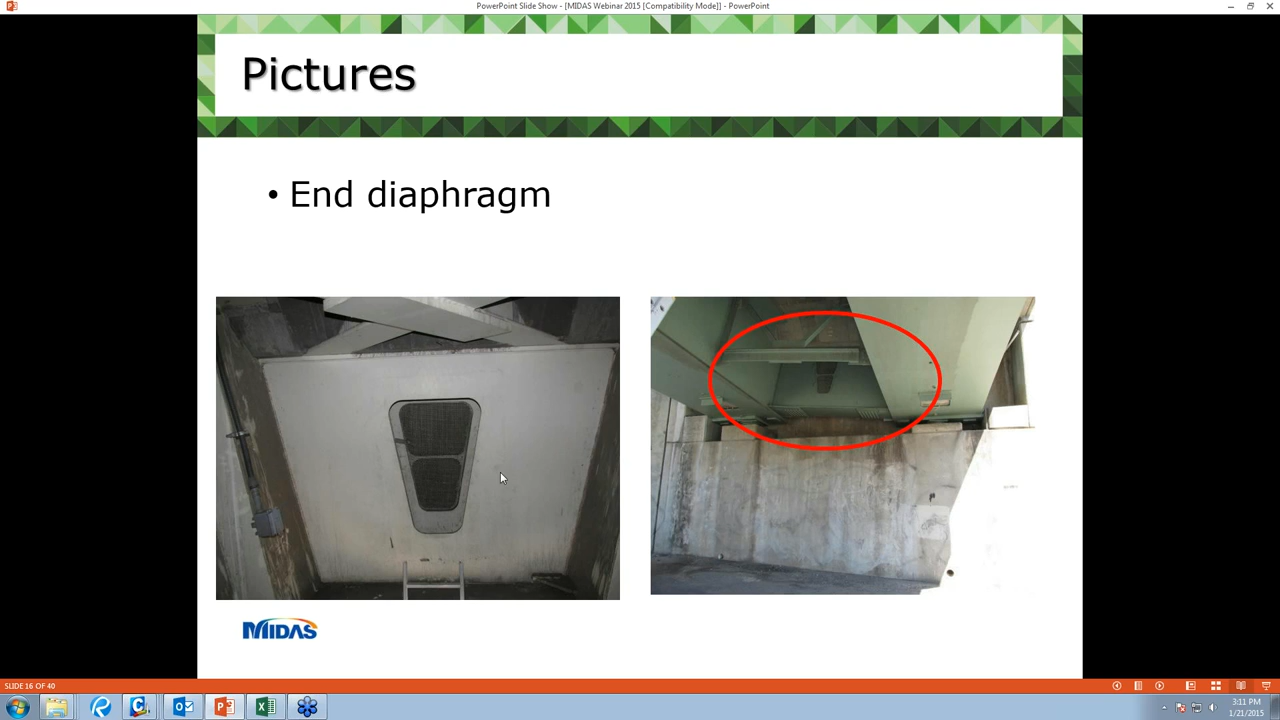 PowerPoint Slide Show - [MIDAS Webinar 2015 [Compatibility Mode]] - PowerPoint
Pictures
• End diaphragm
MIDAS
SLIDE 16 OF 40
3:11 PM
1/21/2015